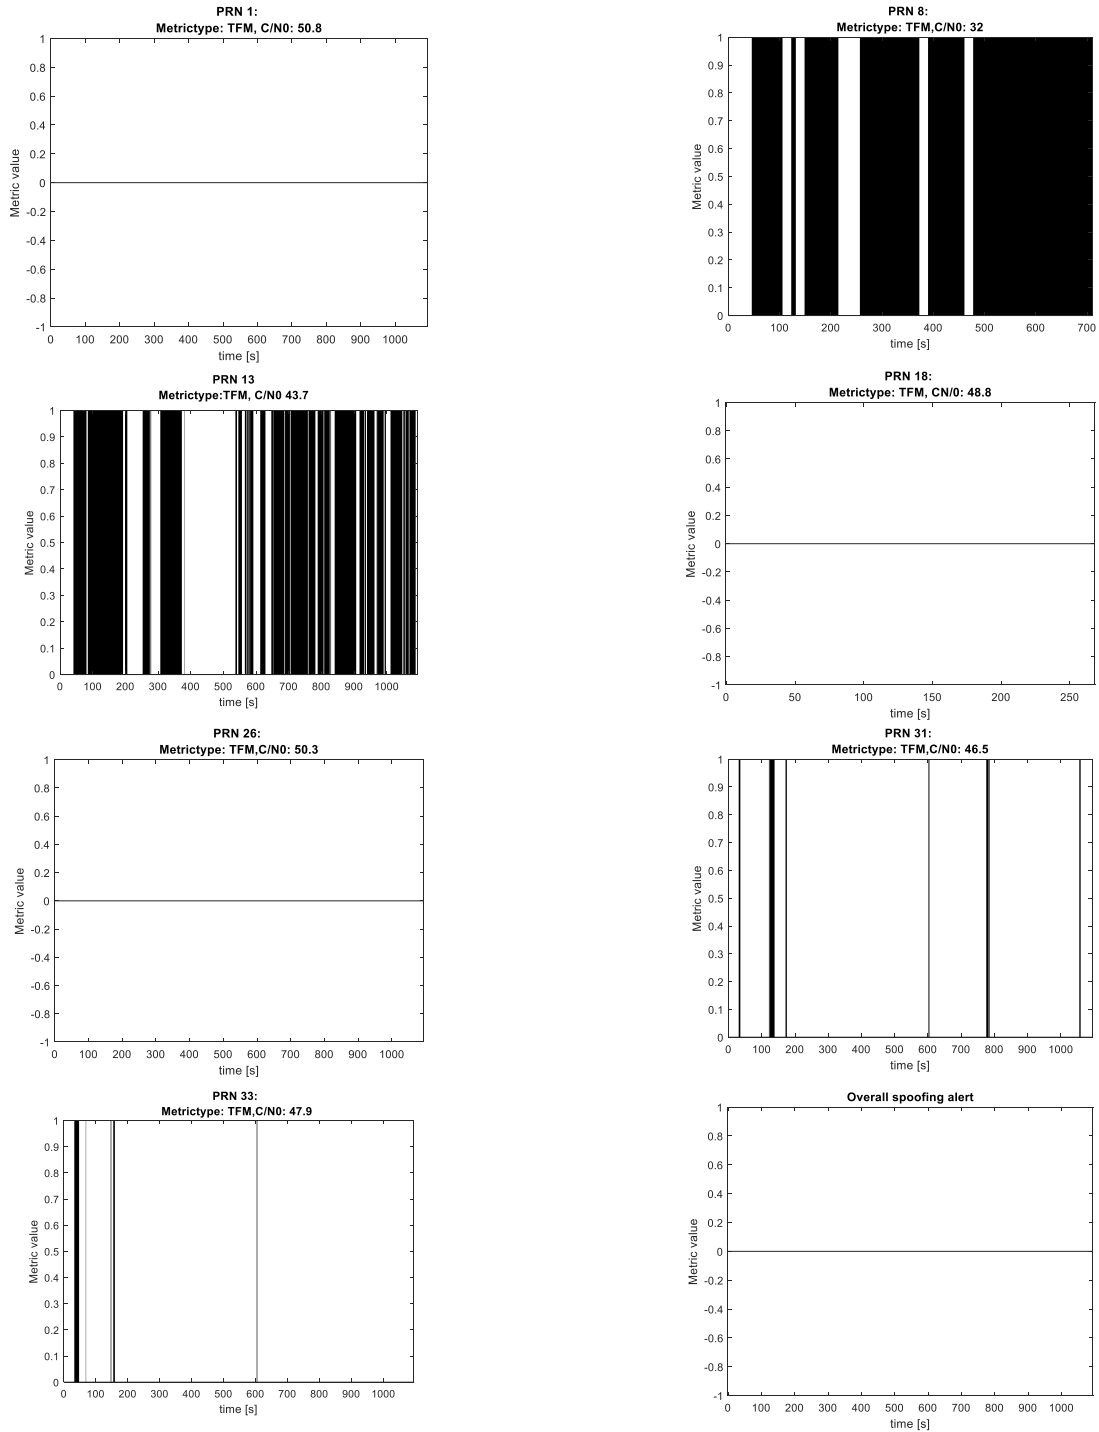 PRN 1:
Metrictype: TFM, C/N0: 50.8
1
0.8
0.6
0.4
0.2
0
-0.2
-0.4
-0.6
-0.8
-1
Metric value
0 100 200 300 400 500 600 700 800 900 1000
time [s]
PRN 8:
Metrictype: TFM,C/N0: 32
1
0.9
0.8
0.7
0.6
0.5
0.4
0.3
0.2
0.1
0
Metric value
0 100 200 300 400 500 600 700
time [s]
PRN 13
Metrictype:TFM, C/N0 43.7
1
0.9
0.8
0.7
0.6
0.5
0.4
0.3
0.2
0.1
0
Metric value
0 100 200 300 400 500 600 700 800 900 1000
time [s]
PRN 18:
Metrictype: TFM, CN/0: 48.8
1
0.8
0.6
0.4
0.2
0
-0.2
-0.4
-0.6
-0.8
-1
Metric value
0 50 100 150 200 250
time [s]
PRN 26:
Metrictype: TFM,C/N0: 50.3
1
0.8
0.6
0.4
0.2
0
-0.2
-0.4
-0.6
-0.8
-1
Metric value
0 100 200 300 400 500 600 700 800 900 1000
time [s]
PRN 31:
Metrictype: TFM,C/N0: 46.5
1
0.9
0.8
0.7
0.6
0.5
0.4
0.3
0.2
0.1
0
Metric value
0 100 200 300 400 500 600 700 800 900 1000
time [s]
PRN 33:
Metrictype: TFM,C/N0: 47.9
1
0.9
0.8
0.7
0.6
0.5
0.4
0.3
0.2
0.1
0
Metric value
0 100 200 300 400 500 600 700 800 900 1000
time [s]
Overall spoofing alert
1
0.8
0.6
0.4
0.2
0
-0.2
-0.4
-0.6
-0.8
-1
Metric value
0 100 200 300 400 500 600 700 800 900 1000
time [s]